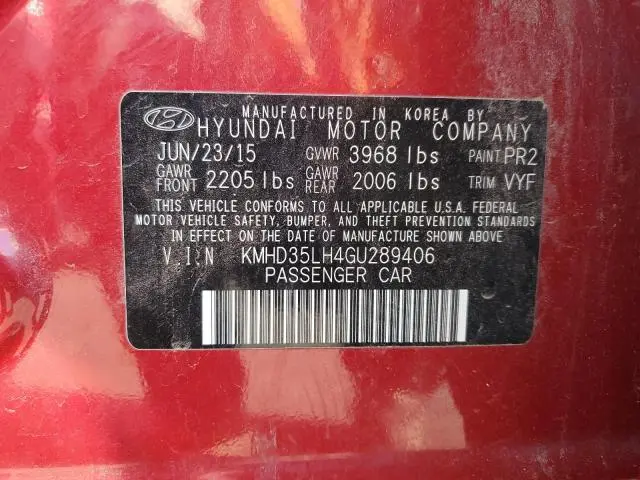 MANUFACTURED IN KOREA BY
HYUNDAI MOTOR COMPANY
JUN/23/15 GVWR 3968 lbs PAINT PR2
GAWR FRONT 2205 lbs GAWR REAR 2006 lbs TRIM VYF
THIS VEHICLE CONFORMS TO ALL APPLICABLE U.S.A. FEDERAL
MOTOR VEHICLE SAFETY, BUMPER, AND THEFT PREVENTION STANDARDS
IN EFFECT ON THE DATE OF MANUFACTURE SHOWN ABOVE
V I N KMHD35LH4GU289406
PASSENGER CAR